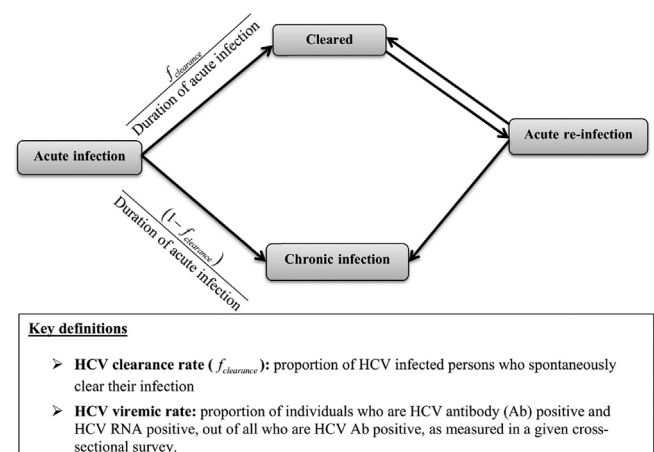 Cleared
f clearance
Duration of acute infection
Acute infection
Acute re-infection
(1− f clearance)
Duration of acute infection
Chronic infection
Key definitions
➢ HCV clearance rate ( f clearance): proportion of HCV infected persons who spontaneously
clear their infection
➢ HCV viremic rate: proportion of individuals who are HCV antibody (Ab) positive and
HCV RNA positive, out of all who are HCV Ab positive, as measured in a given cross-
sectional survey.